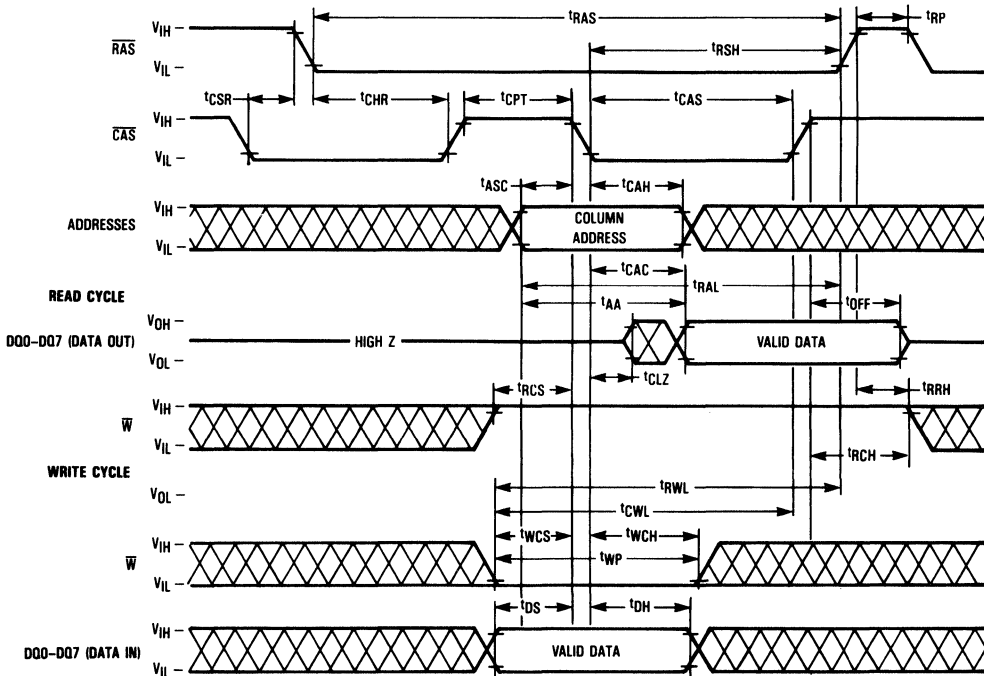 tRAS
tRP
VIH
RAS
tRSH
VIL
tCSR
tCHR
tCPT
tCAS
VIH
CAS
VIL
tASC
tCAH
VIH
ADDRESSES
COLUMN
ADDRESS
VIL
tCAC
tRAL
READ CYCLE
tAA
tOFF
VOH
DQ0–DQ7 (DATA OUT)
HIGH Z
VALID DATA
VOL
tCLZ
tRCS
tRRH
VIH
W
VIL
tRCH
WRITE CYCLE
tRWL
VOL
tCWL
tWCS
tWCH
VIH
tWP
W
VIL
tDS
tDH
VIH
DQ0–DQ7 (DATA IN)
VALID DATA
VIL